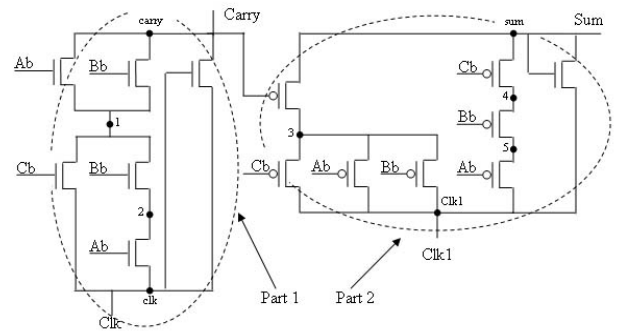 carry
Carry
sum
Sum
Ab
Bb
Cb
4
1
Bb
3
5
Cb
Bb
Cb
Ab
Bb
Ab
2
Clk1
Ab
Clk1
clk
Part 1
Part 2
Clk